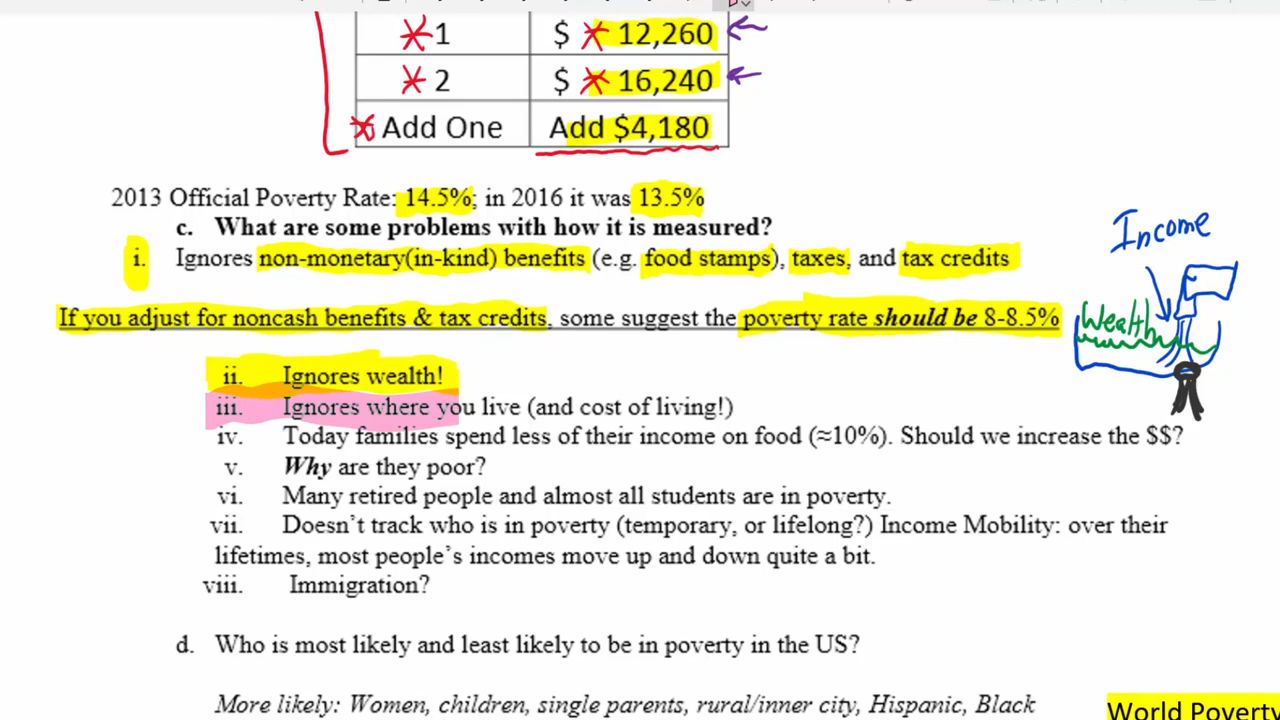 1 $ 12,260
2 $ 16,240
Add One Add $4,180
2013 Official Poverty Rate: 14.5%; in 2016 it was 13.5%
c. What are some problems with how it is measured?
i. Ignores non-monetary(in-kind) benefits (e.g. food stamps), taxes, and tax credits
If you adjust for noncash benefits & tax credits, some suggest the poverty rate should be 8-8.5%
Income
Wealth
ii. Ignores wealth!
iii. Ignores where you live (and cost of living!)
iv. Today families spend less of their income on food (≈10%). Should we increase the $$?
v. Why are they poor?
vi. Many retired people and almost all students are in poverty.
vii. Doesn't track who is in poverty (temporary, or lifelong?) Income Mobility: over their
lifetimes, most people's incomes move up and down quite a bit.
viii. Immigration?
d. Who is most likely and least likely to be in poverty in the US?
More likely: Women, children, single parents, rural/inner city, Hispanic, Black
World Poverty